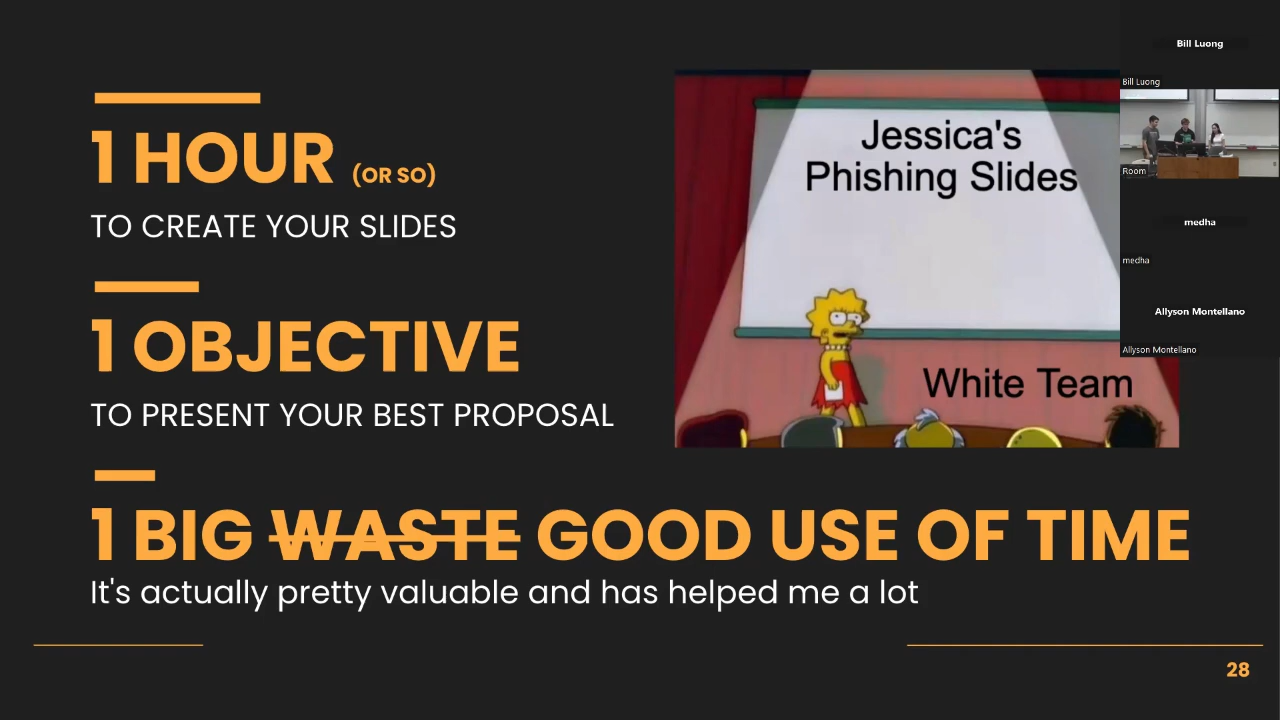 1 HOUR (OR SO)
TO CREATE YOUR SLIDES
1 OBJECTIVE
TO PRESENT YOUR BEST PROPOSAL
1 BIG WASTE GOOD USE OF TIME
It's actually pretty valuable and has helped me a lot
Jessica's
Phishing Slides
White Team
Bill Luong
Bill Luong
Room
medha
medha
Allyson Montellano
Allyson Montellano
28